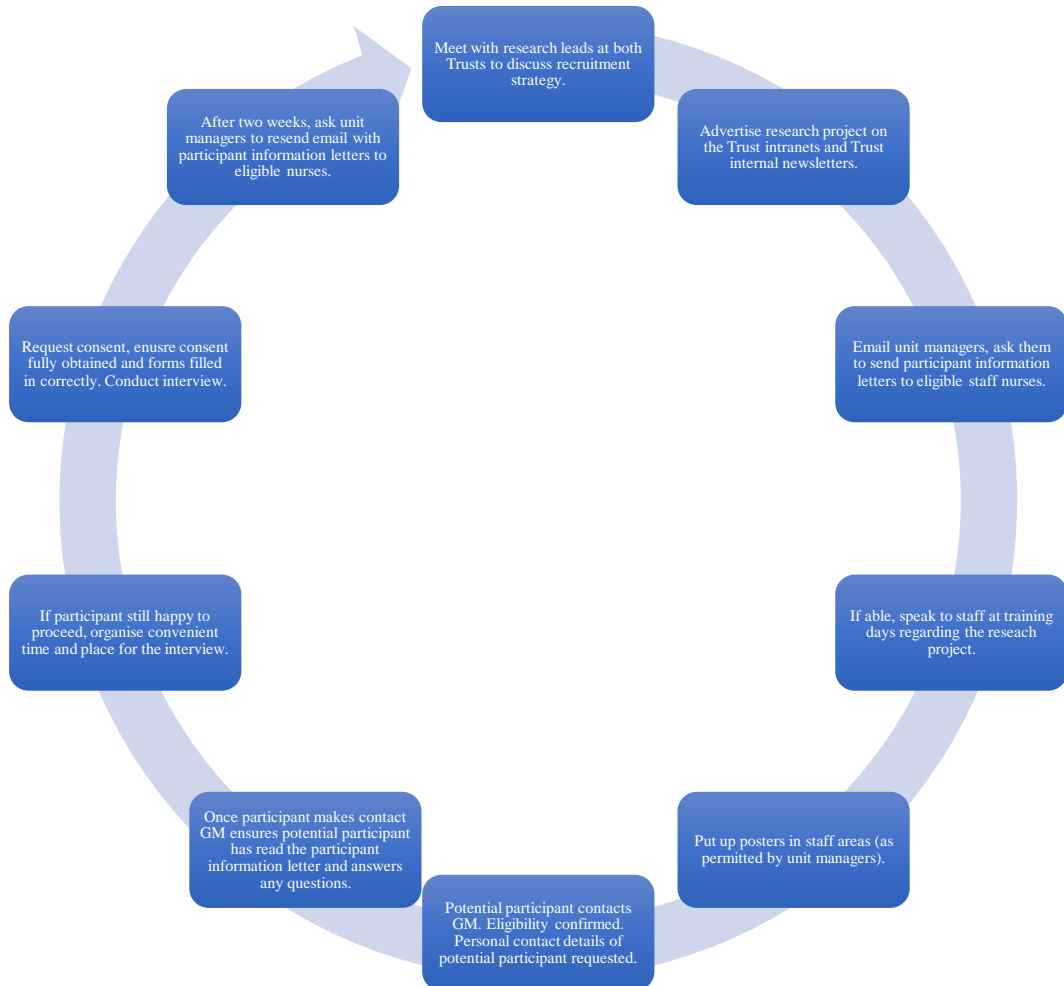 Meet with research leads at both
Trusts to discuss recruitment
strategy.
Advertise research project on
the Trust intranets and Trust
internal newsletters.
Email unit managers, ask them
to send participant information
letters to eligible staff nurses.
If able, speak to staff at training
days regarding the reseach
project.
Put up posters in staff areas (as
permitted by unit managers).
Potential participant contacts
GM. Eligibility confirmed.
Personal contact details of
potential participant requested.
Once participant makes contact
GM ensures potential participant
has read the participant
information letter and answers
any questions.
If participant still happy to
proceed, organise convenient
time and place for the interview.
Request consent, enusre consent
fully obtained and forms filled
in correctly. Conduct interview.
After two weeks, ask unit
managers to resend email with
participant information letters to
eligible nurses.